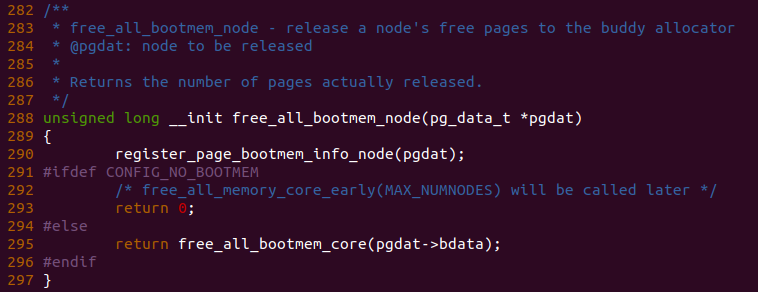 282 /**
283  * free_all_bootmem_node - release a node's free pages to the buddy allocator
284  * @pgdat: node to be released
285  *
286  * Returns the number of pages actually released.
287  */
288 unsigned long __init free_all_bootmem_node(pg_data_t *pgdat)
289 {
290         register_page_bootmem_info_node(pgdat);
291 #ifdef CONFIG_NO_BOOTMEM
292         /* free_all_memory_core_early(MAX_NUMNODES) will be called later */
293         return 0;
294 #else
295         return free_all_bootmem_core(pgdat->bdata);
296 #endif
297 }